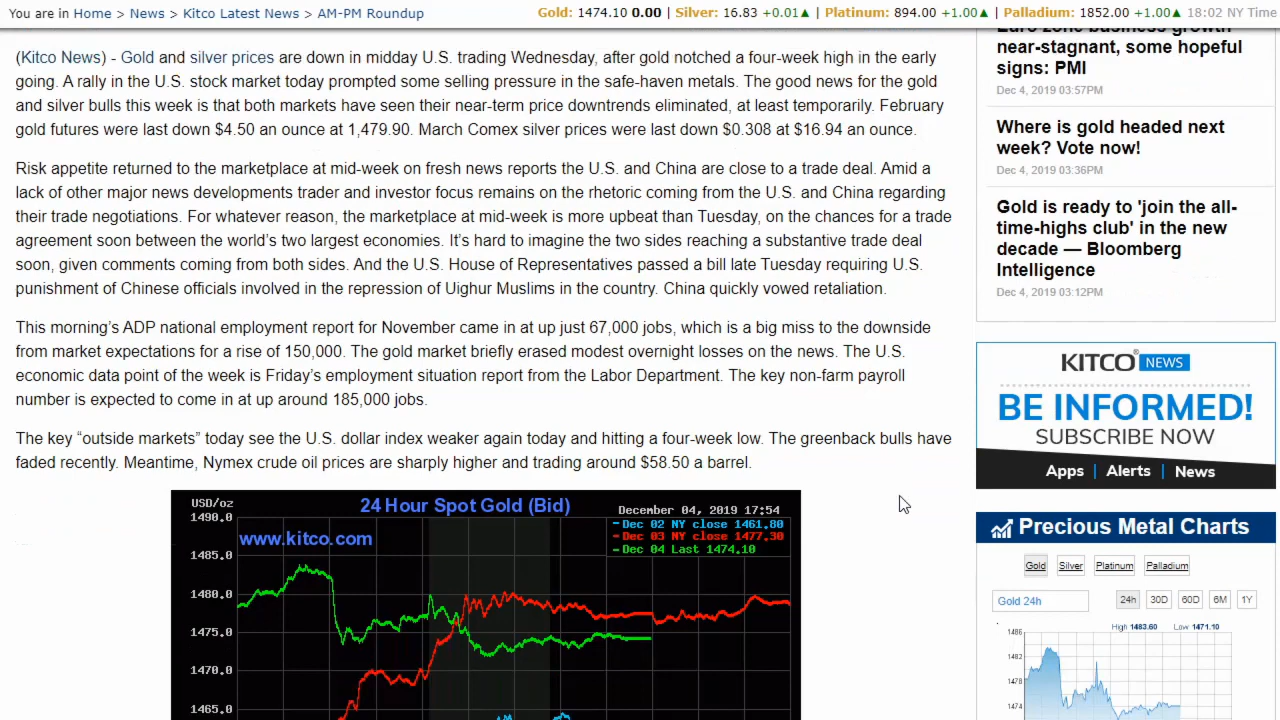 You are in Home > News > Kitco Latest News > AM-PM Roundup
Gold: 1474.10 0.00 | Silver: 16.83 +0.01▲ | Platinum: 894.00 +1.00▲ | Palladium: 1852.00 +1.00▲ 18:02 NY Time
(Kitco News) - Gold and silver prices are down in midday U.S. trading Wednesday, after gold notched a four-week high in the early
going. A rally in the U.S. stock market today prompted some selling pressure in the safe-haven metals. The good news for the gold
and silver bulls this week is that both markets have seen their near-term price downtrends eliminated, at least temporarily. February
gold futures were last down $4.50 an ounce at 1,479.90. March Comex silver prices were last down $0.308 at $16.94 an ounce.
Risk appetite returned to the marketplace at mid-week on fresh news reports the U.S. and China are close to a trade deal. Amid a
lack of other major news developments trader and investor focus remains on the rhetoric coming from the U.S. and China regarding
their trade negotiations. For whatever reason, the marketplace at mid-week is more upbeat than Tuesday, on the chances for a trade
agreement soon between the world's two largest economies. It's hard to imagine the two sides reaching a substantive trade deal
soon, given comments coming from both sides. And the U.S. House of Representatives passed a bill late Tuesday requiring U.S.
punishment of Chinese officials involved in the repression of Uighur Muslims in the country. China quickly vowed retaliation.
This morning's ADP national employment report for November came in at up just 67,000 jobs, which is a big miss to the downside
from market expectations for a rise of 150,000. The gold market briefly erased modest overnight losses on the news. The U.S.
economic data point of the week is Friday's employment situation report from the Labor Department. The key non-farm payroll
number is expected to come in at up around 185,000 jobs.
The key “outside markets” today see the U.S. dollar index weaker again today and hitting a four-week low. The greenback bulls have
faded recently. Meantime, Nymex crude oil prices are sharply higher and trading around $58.50 a barrel.
USD/oz
24 Hour Spot Gold (Bid)
December 04, 2019 17:54
www.kitco.com
Dec 02 NY close 1461.80
Dec 03 NY close 1477.30
Dec 04 Last 1474.10
1490.0
1485.0
1480.0
1475.0
1470.0
1465.0
Euro zone business growth
near-stagnant, some hopeful
signs: PMI
Dec 4, 2019 03:57PM
Where is gold headed next
week? Vote now!
Dec 4, 2019 03:36PM
Gold is ready to 'join the all-
time-highs club' in the new
decade — Bloomberg
Intelligence
Dec 4, 2019 03:12PM
KITCO® NEWS
BE INFORMED!
SUBSCRIBE NOW
Apps | Alerts | News
Precious Metal Charts
Gold Silver Platinum Palladium
Gold 24h
24h 30D 60D 6M 1Y
High 1483.60 Low 1471.10
1486
1482
1478
1474